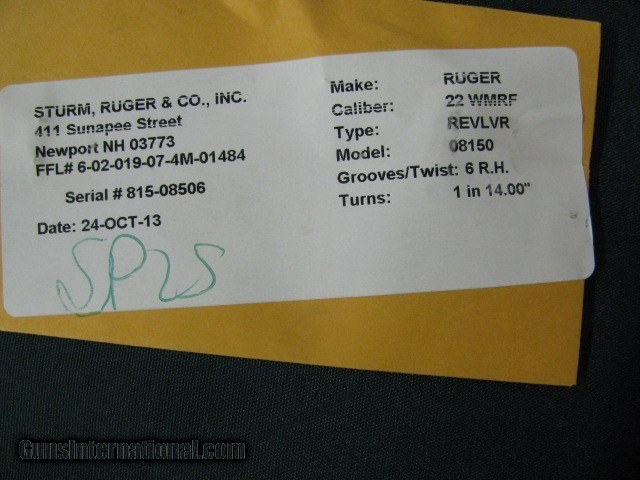 STURM, RUGER & CO., INC.
411 Sunapee Street
Newport NH 03773
FFL# 6-02-019-07-4M-01484
Serial # 815-08506
Date: 24-OCT-13
Make: RUGER
Caliber: 22 WMRF
Type: REVLVR
Model: 08150
Grooves/Twist: 6 R.H.
Turns: 1 in 14.00"
GunsInternational.com